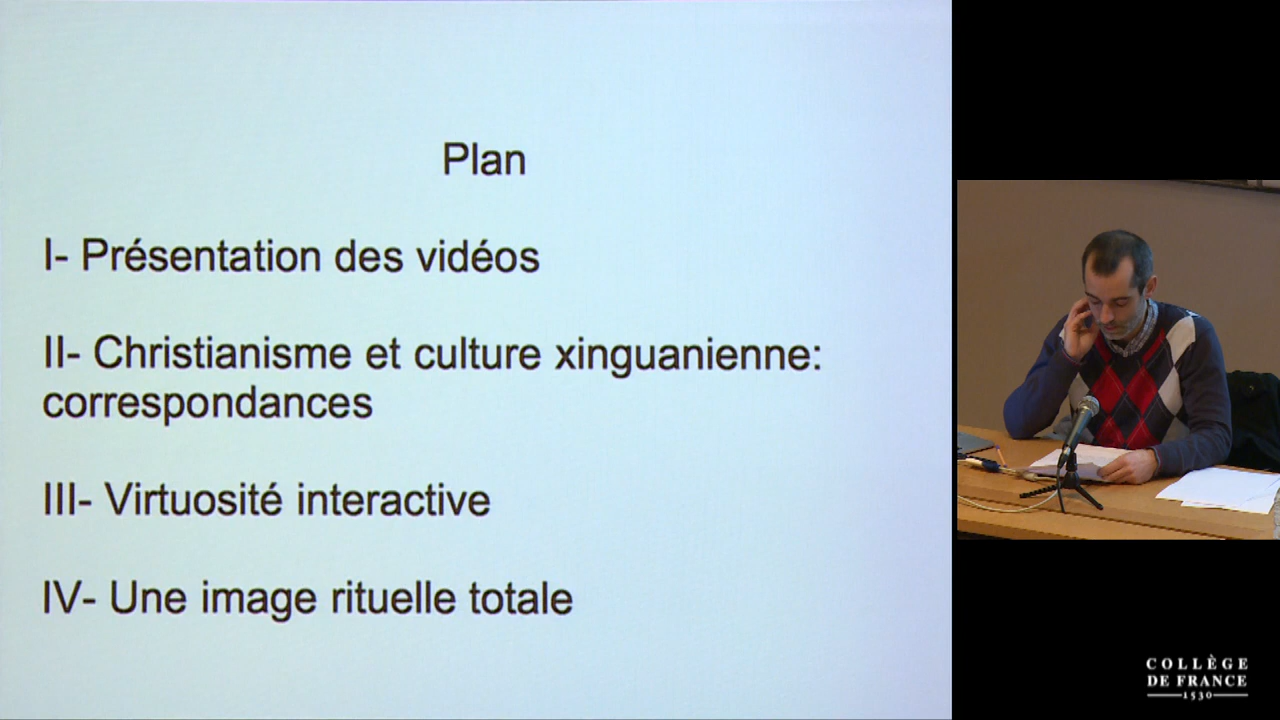 Plan
I- Présentation des vidéos
II- Christianisme et culture xinguanienne:
correspondances
III- Virtuosité interactive
IV- Une image rituelle totale
COLLÈGE
DE FRANCE
1530